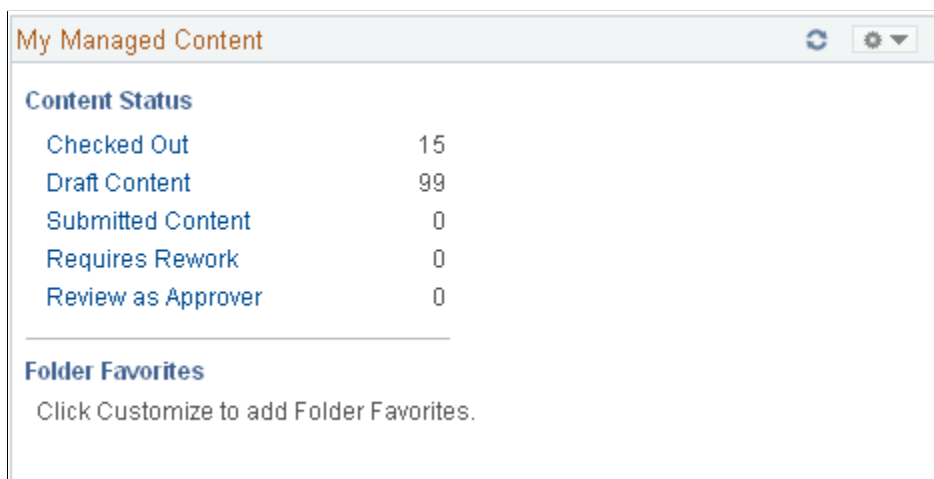 My Managed Content
Content Status
Checked Out 15
Draft Content 99
Submitted Content 0
Requires Rework 0
Review as Approver 0
Folder Favorites
Click Customize to add Folder Favorites.